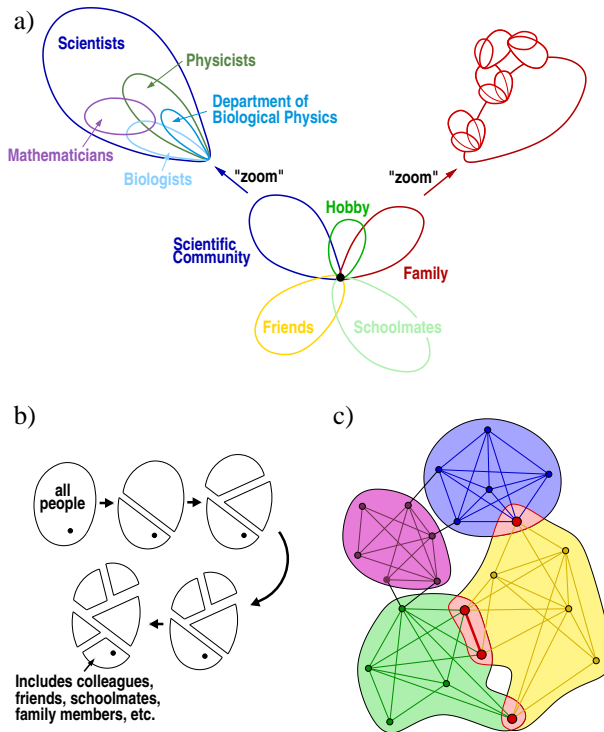 a)
Scientists
Physicists
Department of
Biological Physics
Mathematicians
Biologists
"zoom"
"zoom"
Hobby
Scientific
Community
Family
Friends
Schoolmates
b)
all
people
Includes colleagues,
friends, schoolmates,
family members, etc.
c)